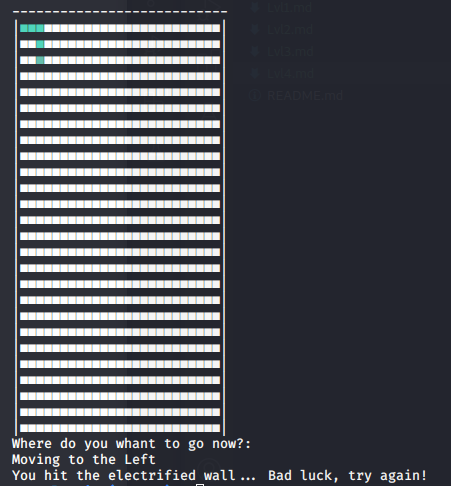 Lvl1.md
Lvl2.md
Lvl3.md
Lvl4.md
README.md
Where do you whant to go now?:
Moving to the Left
You hit the electrified wall... Bad luck, try again!